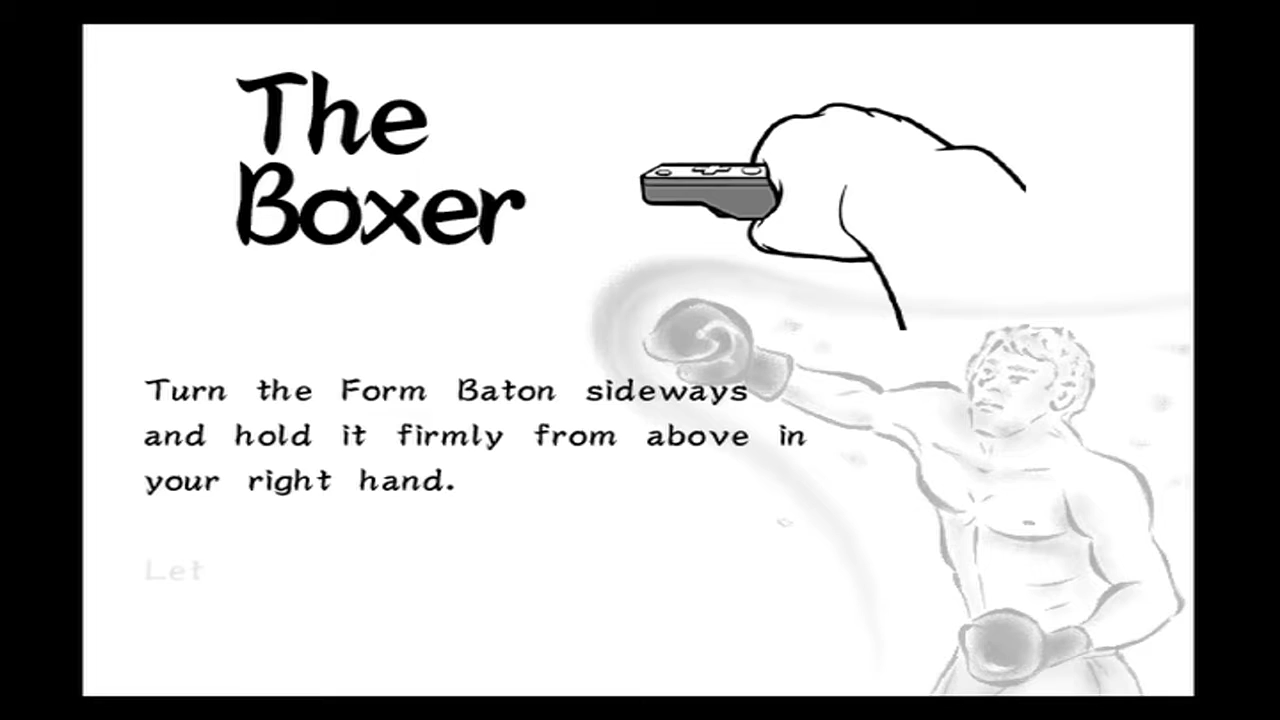 The
Boxer
Turn the Form Baton sideways
and hold it firmly from above in
your right hand.
Let